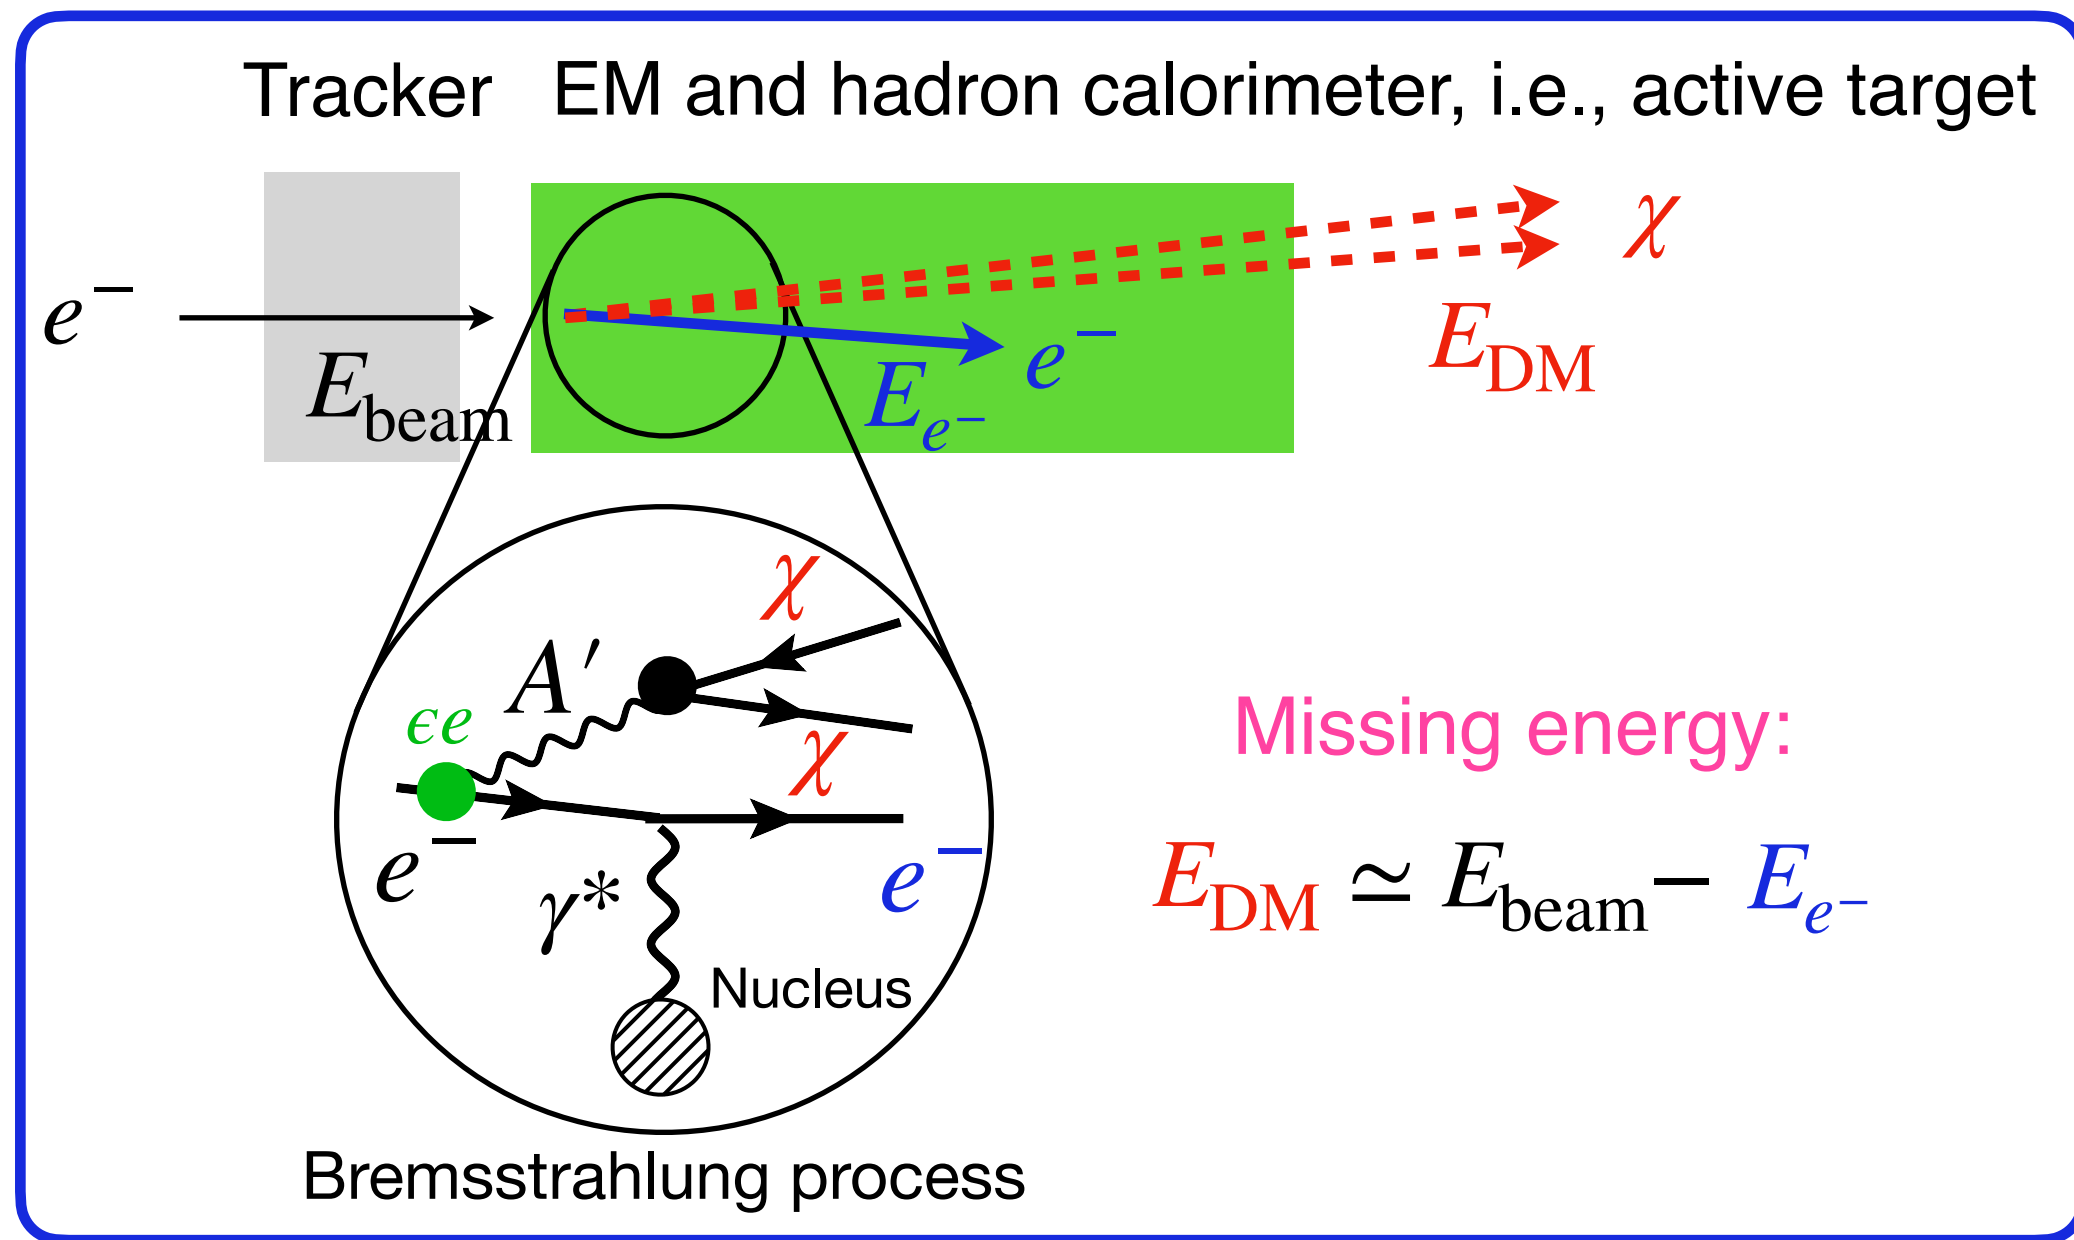 Tracker EM and hadron calorimeter, i.e., active target
χ
e⁻
E_beam
E_e⁻ e⁻
E_DM
χ
A′
ϵe
χ
e⁻
e⁻
γ*
Nucleus
Bremsstrahlung process
Missing energy:
E_DM ≃ E_beam − E_e⁻